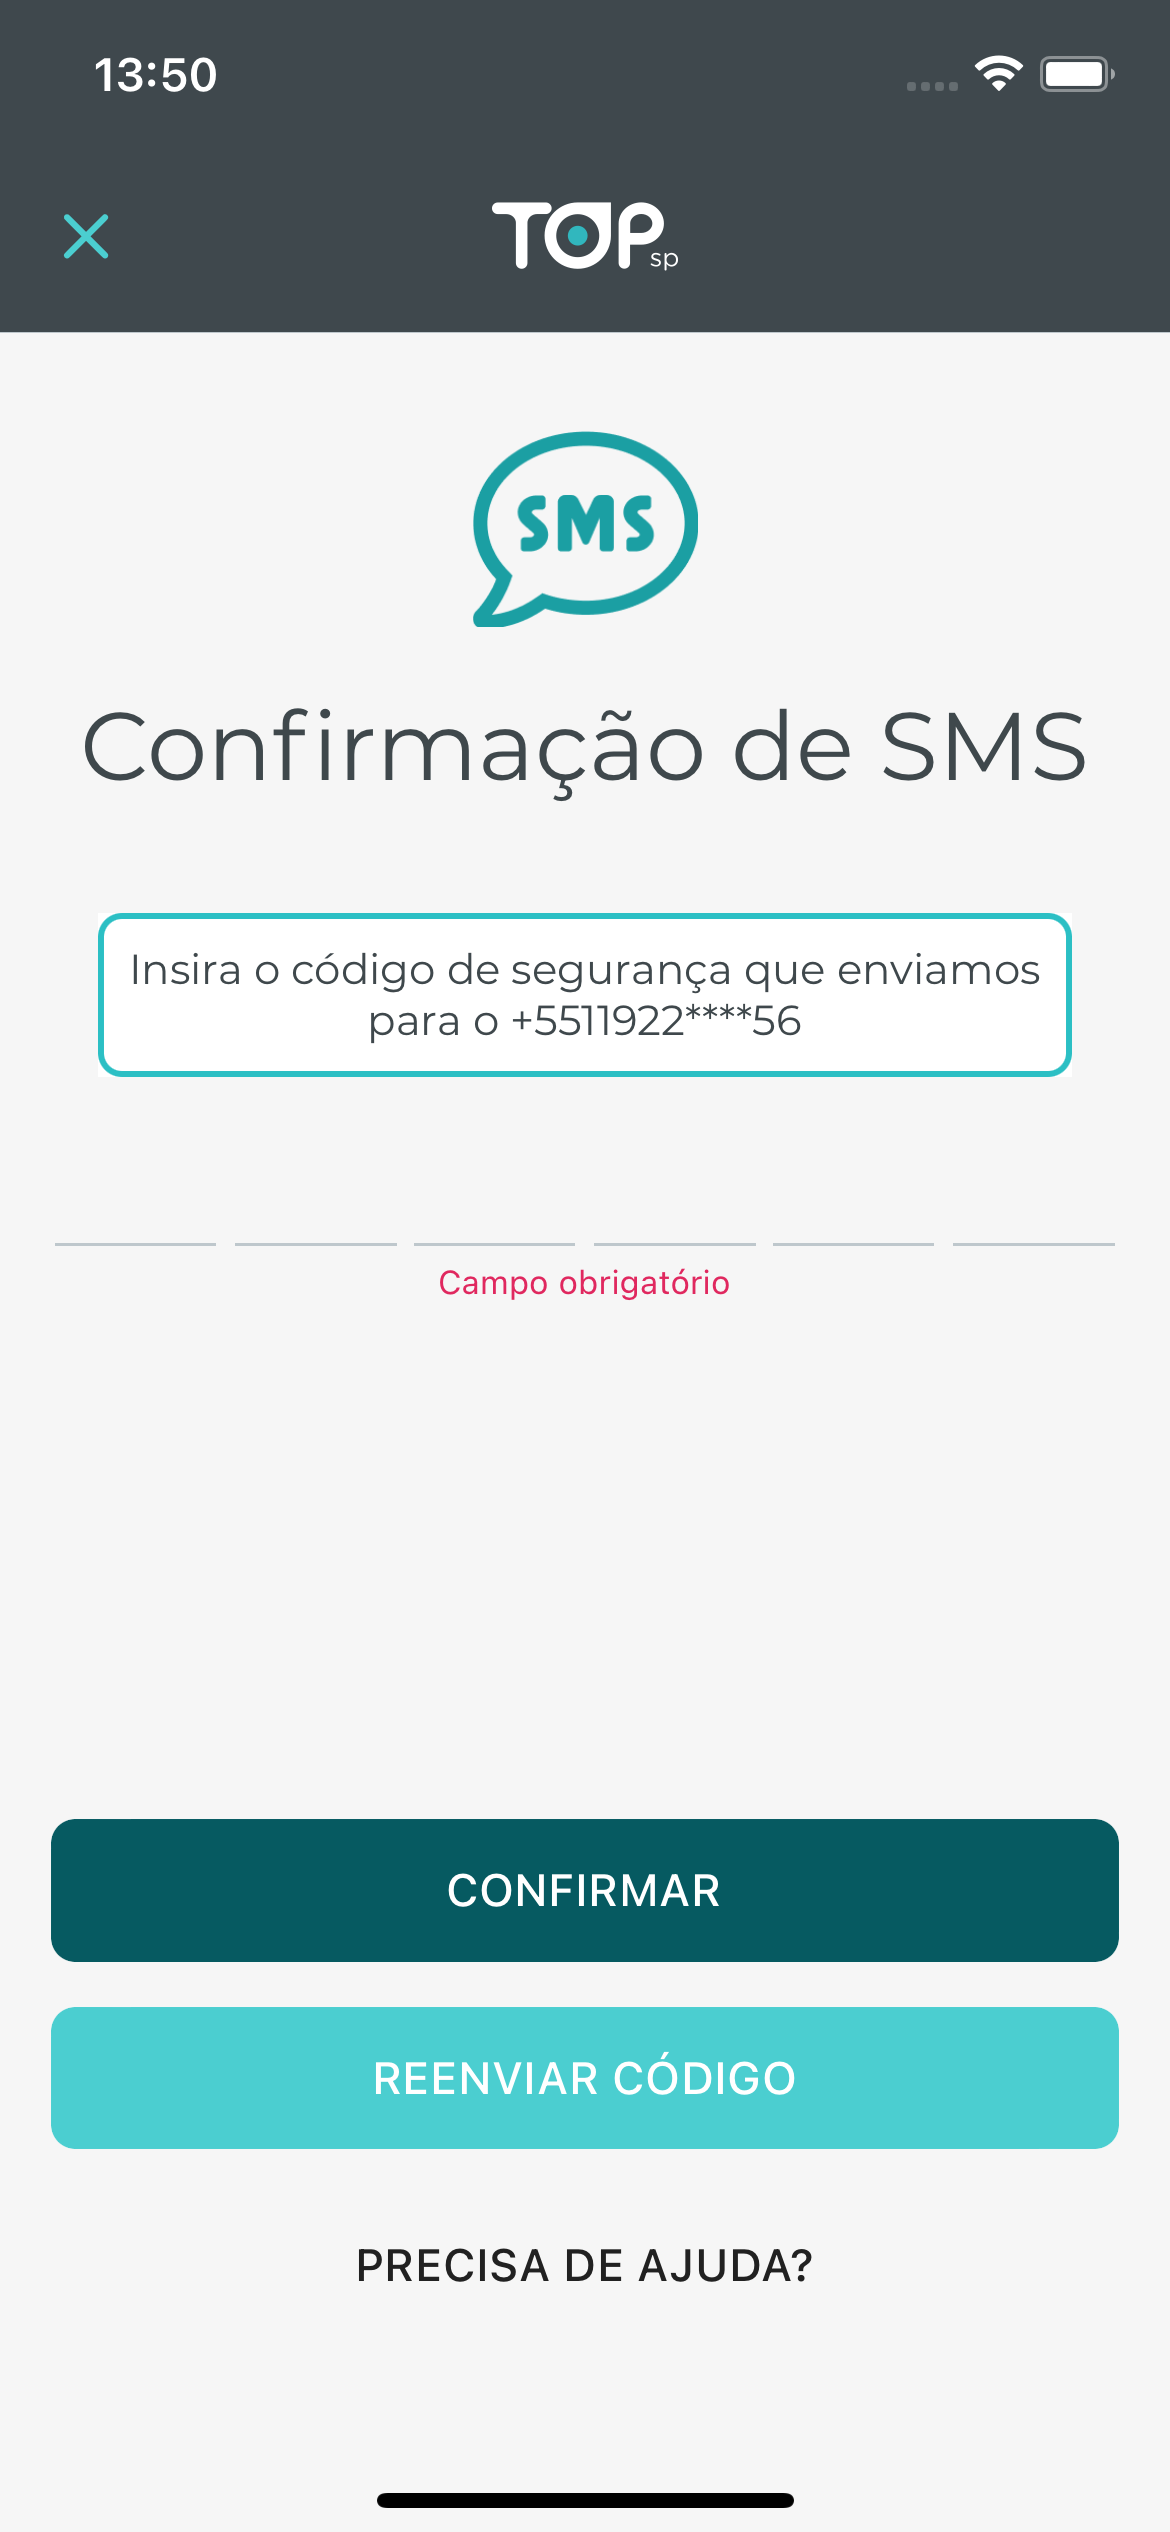 13:50
TOP
sp
SMS
Confirmação de SMS
Insira o código de segurança que enviamos
para o +5511922****56
Campo obrigatório
CONFIRMAR
REENVIAR CÓDIGO
PRECISA DE AJUDA?